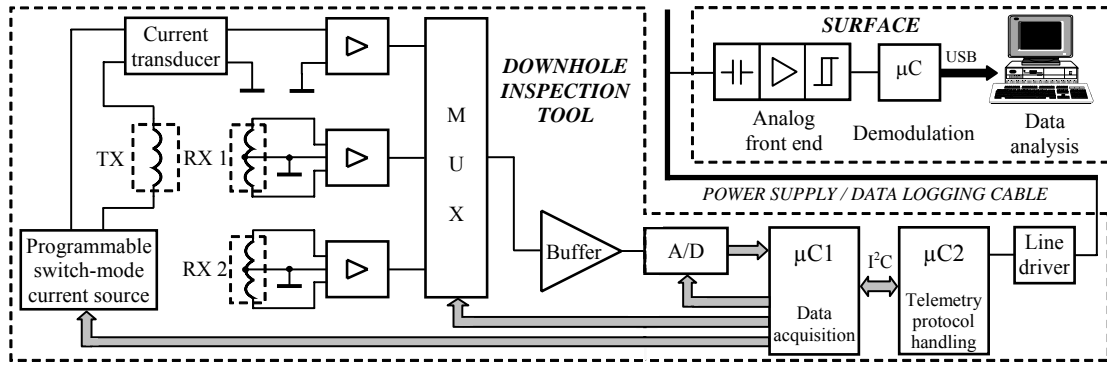 Current
transducer
TX
RX 1
RX 2
Programmable
switch-mode
current source
M
U
X
DOWNHOLE
INSPECTION
TOOL
Buffer
A/D
µC1
Data
acquisition
I²C
µC2
Telemetry
protocol
handling
Line
driver
POWER SUPPLY / DATA LOGGING CABLE
SURFACE
Analog
front end
µC
Demodulation
USB
Data
analysis